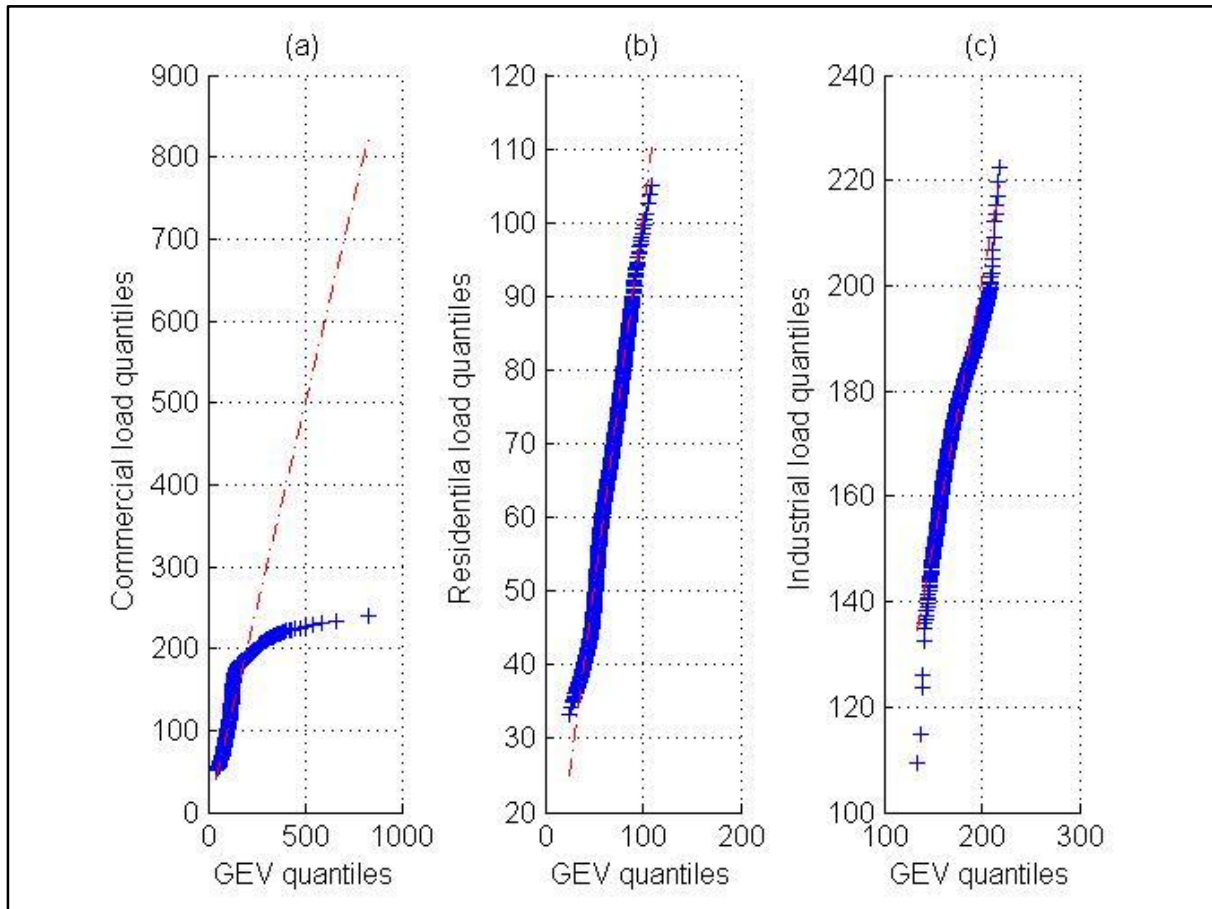 (a)
900
800
700
600
500
400
300
200
100
0
0 500 1000
Commercial load quantiles
GEV quantiles
(b)
120
110
100
90
80
70
60
50
40
30
20
0 100 200
Residentila load quantiles
GEV quantiles
(c)
240
220
200
180
160
140
120
100
100 200 300
Industrial load quantiles
GEV quantiles